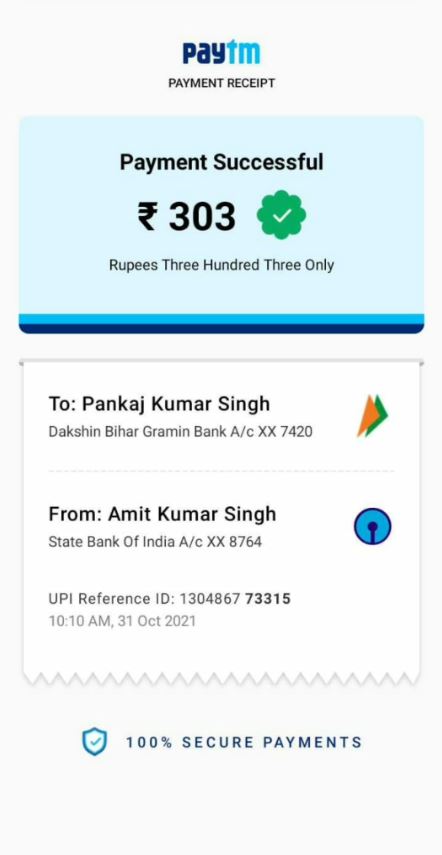 paytm
PAYMENT RECEIPT
Payment Successful
₹ 303
Rupees Three Hundred Three Only
To: Pankaj Kumar Singh
Dakshin Bihar Gramin Bank A/c XX 7420
From: Amit Kumar Singh
State Bank Of India A/c XX 8764
UPI Reference ID: 1304867 73315
10:10 AM, 31 Oct 2021
100% SECURE PAYMENTS